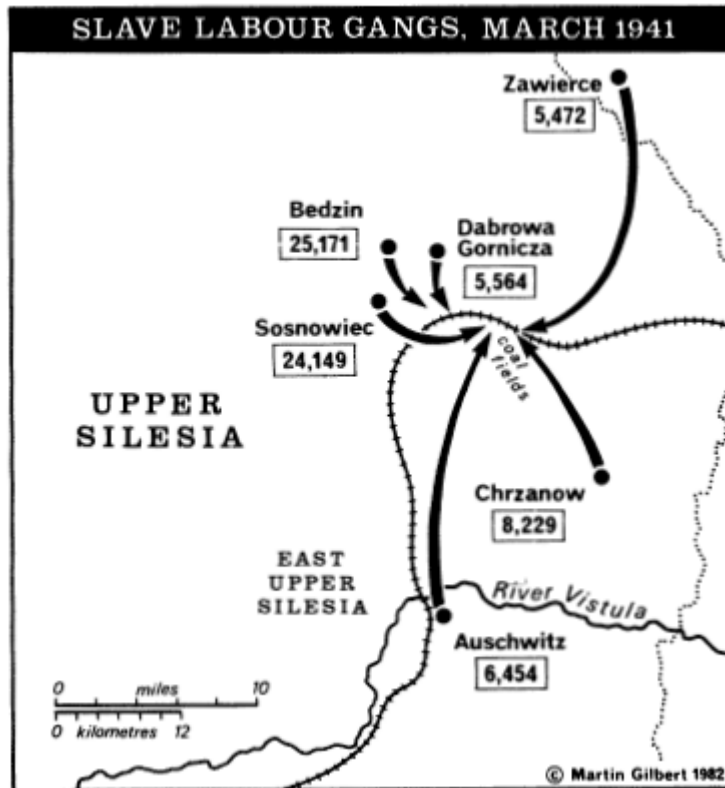 SLAVE LABOUR GANGS, MARCH 1941
Zawierce
5,472
Bedzin
25,171
Dabrowa
Gornicza
5,564
Sosnowiec
24,149
coal
fields
UPPER
SILESIA
Chrzanow
8,229
EAST
UPPER
SILESIA
River Vistula
Auschwitz
6,454
0 miles 10
0 kilometres 12
© Martin Gilbert 1982